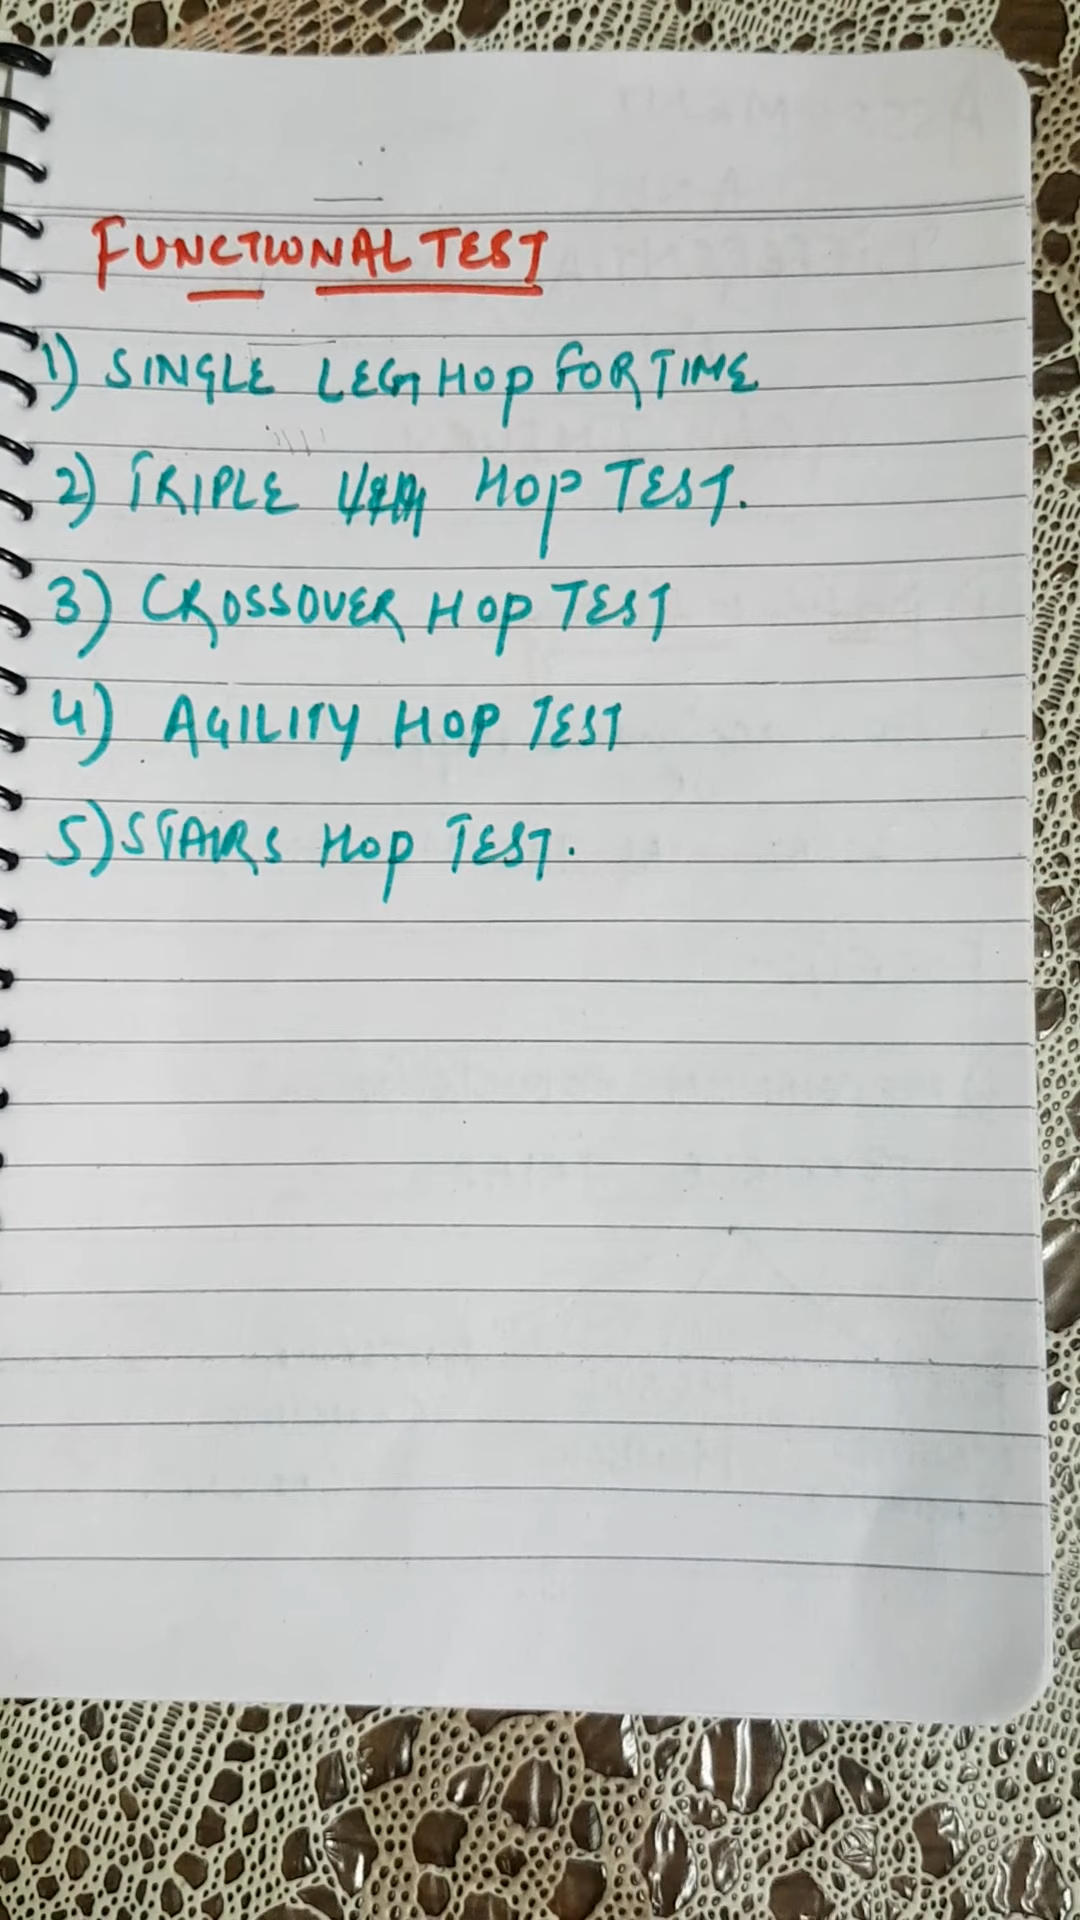 FUNCTIONAL TEST
1) SINGLE LEG HOP FOR TIME
2) TRIPLE HOP TEST.
3) CROSSOVER HOP TEST
4) AGILITY HOP TEST
5) STAIRS HOP TEST.